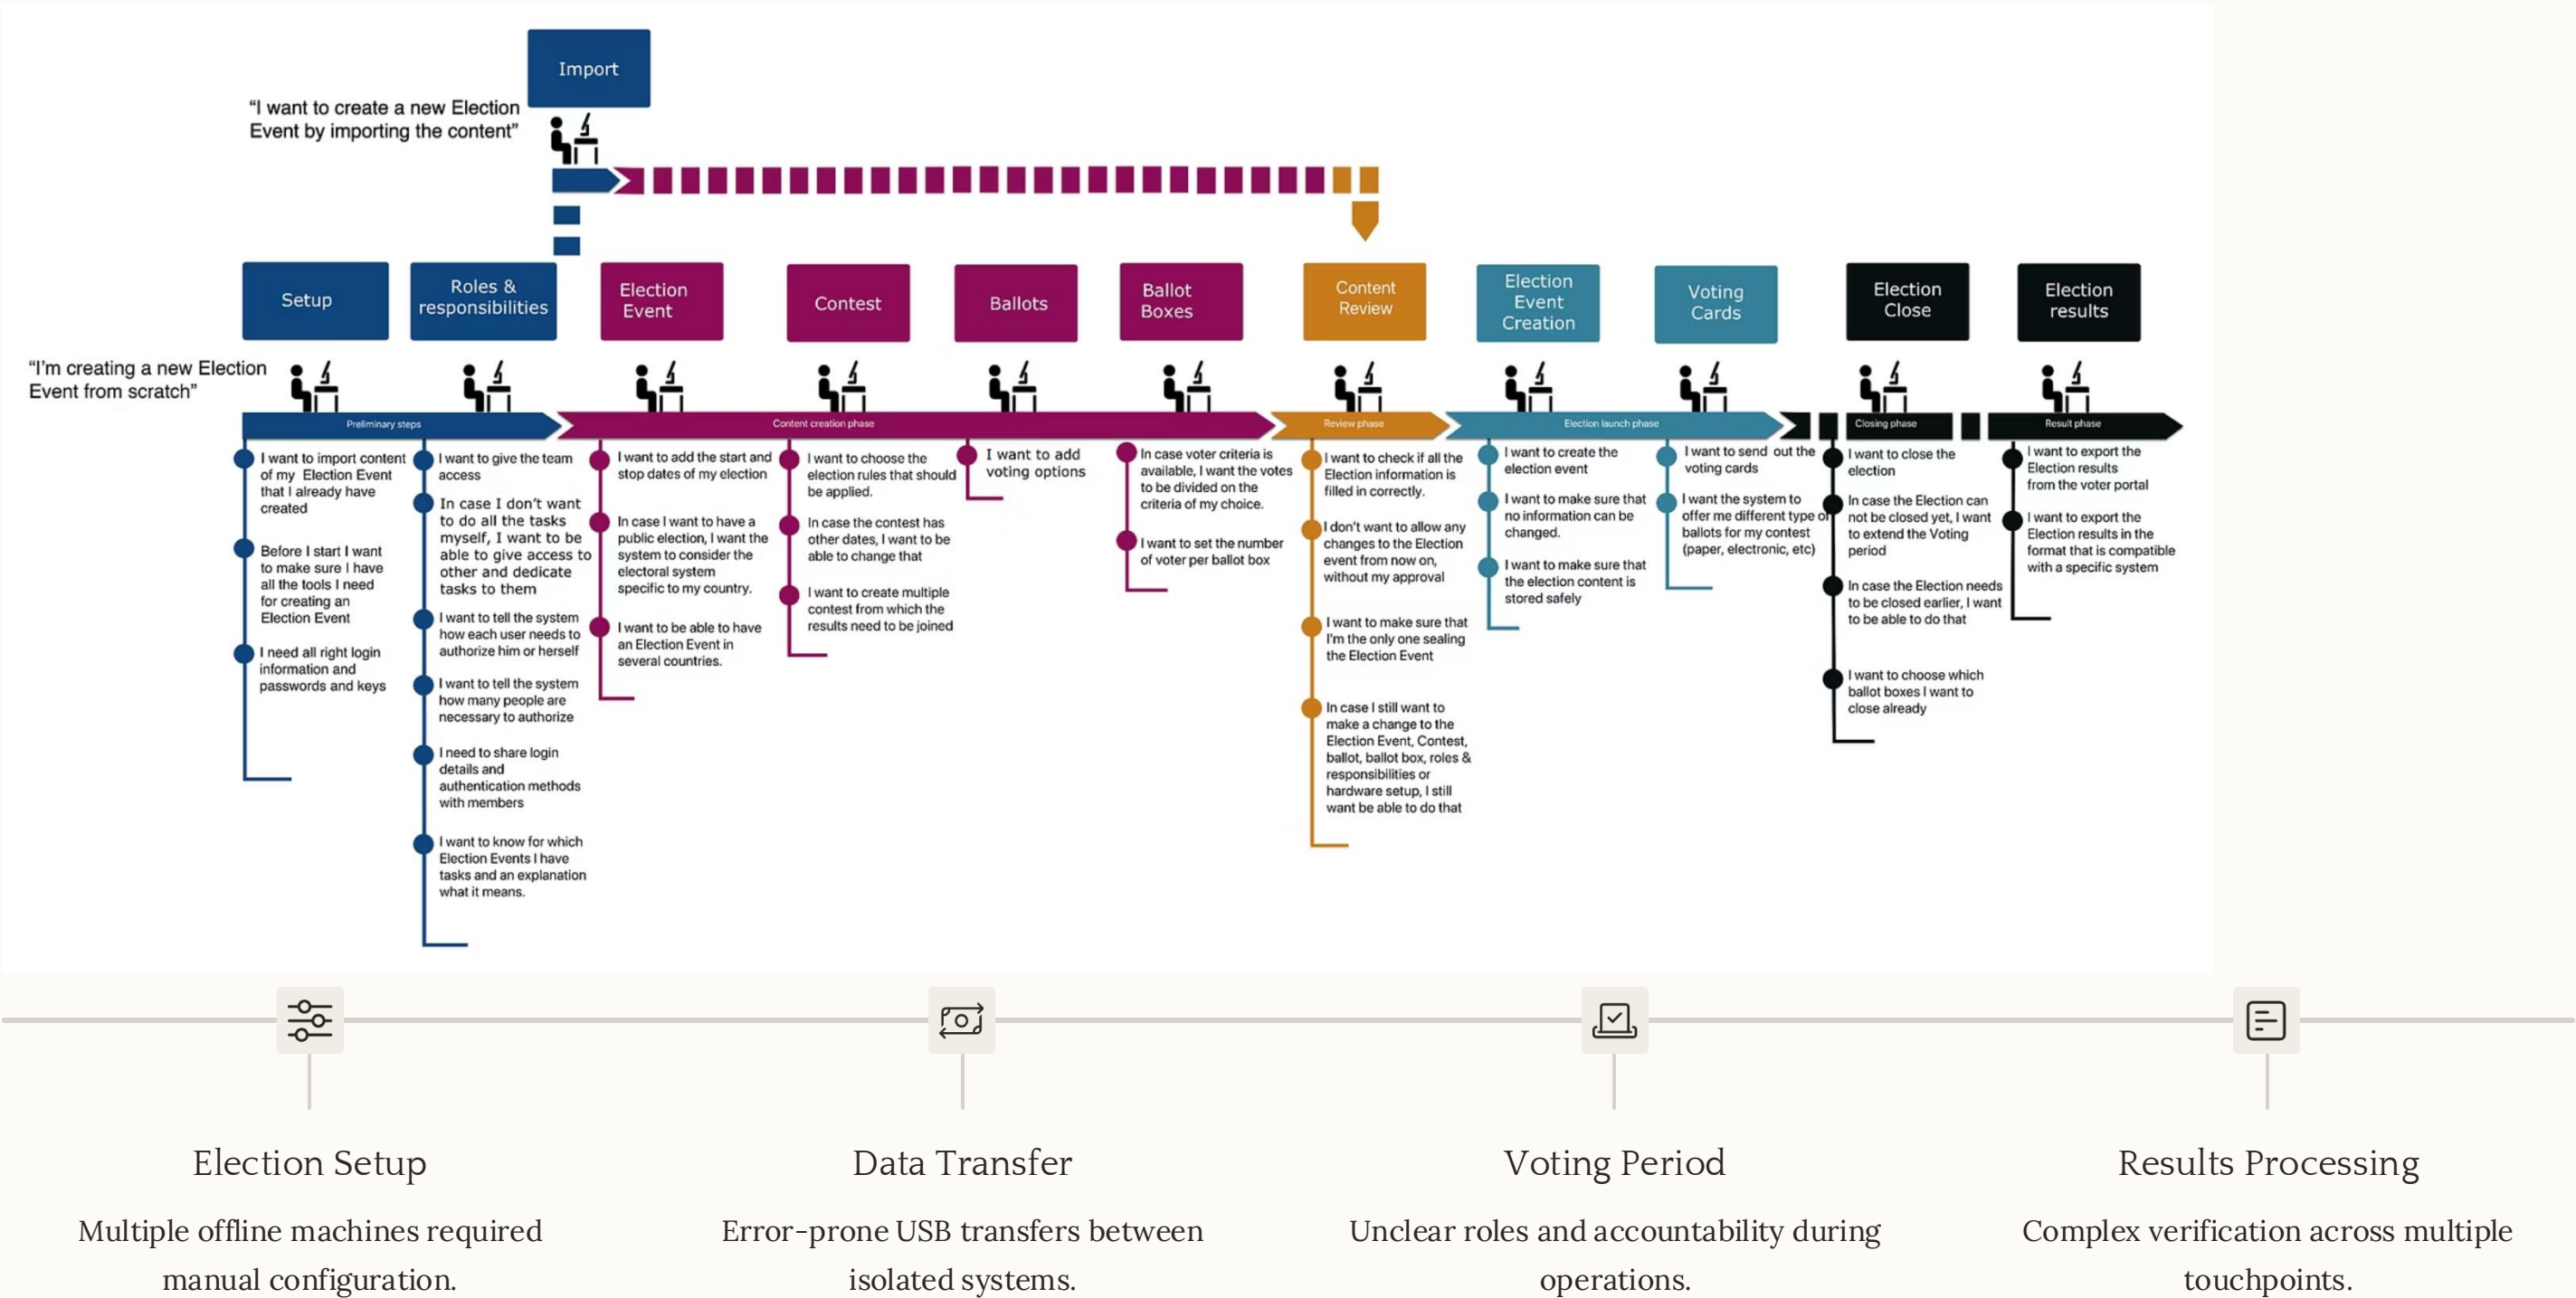 Import
“I want to create a new Election
Event by importing the content”
Setup
Roles &
responsibilities
Election
Event
Contest
Ballots
Ballot
Boxes
Content
Review
Election
Event
Creation
Voting
Cards
Election
Close
Election
results
“I’m creating a new Election
Event from scratch”
Preliminary steps
Content creation phase
Review phase
Election launch phase
Closing phase
Result phase
I want to import content
of my Election Event
that I already have
created
Before I start I want
to make sure I have
all the tools I need
for creating an
Election Event
I need all right login
information and
passwords and keys
I want to give the team
access
In case I don’t want
to do all the tasks
myself, I want to be
able to give access to
other and dedicate
tasks to them
I want to tell the system
how each user needs to
authorize him or herself
I want to tell the system
how many people are
necessary to authorize
I need to share login
details and
authentication methods
with members
I want to know for which
Election Events I have
tasks and an explanation
what it means.
I want to add the start and
stop dates of my election
In case I want to have a
public election, I want the
system to consider the
electoral system
specific to my country.
I want to be able to have
an Election Event in
several countries.
I want to choose the
election rules that should
be applied.
In case the contest has
other dates, I want to be
able to change that
I want to create multiple
contest from which the
results need to be joined
I want to add
voting options
In case voter criteria is
available, I want the votes
to be divided on the
criteria of my choice.
I want to set the number
of voter per ballot box
I want to check if all the
Election information is
filled in correctly.
I don’t want to allow any
changes to the Election
event from now on,
without my approval
I want to make sure that
I’m the only one sealing
the Election Event
In case I still want to
make a change to the
Election Event, Contest,
ballot, ballot box, roles &
responsibilities or
hardware setup, I still
want be able to do that
I want to create the
election event
I want to make sure that
no information can be
changed.
I want to make sure that
the election content is
stored safely
I want to send out the
voting cards
I want the system to
offer me different type of
ballots for my contest
(paper, electronic, etc)
I want to close the
election
In case the Election can
not be closed yet, I want
to extend the Voting
period
In case the Election needs
to be closed earlier, I want
to be able to do that
I want to choose which
ballot boxes I want to
close already
I want to export the
Election results
from the voter portal
I want to export the
Election results in the
format that is compatible
with a specific system
Election Setup
Multiple offline machines required
manual configuration.
Data Transfer
Error-prone USB transfers between
isolated systems.
Voting Period
Unclear roles and accountability during
operations.
Results Processing
Complex verification across multiple
touchpoints.